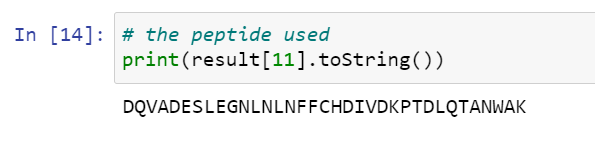 In [14]: # the peptide used
print(result[11].toString())
DQVADESLEGNLNLNFFCHDIVDKPTDLQTANWAK